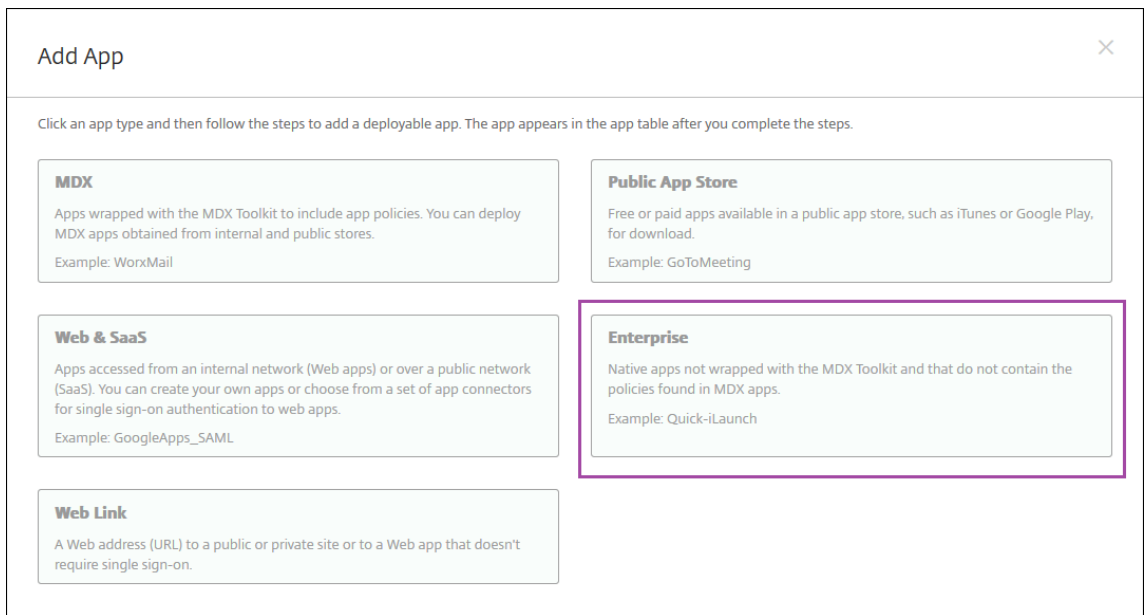 Add App
Click an app type and then follow the steps to add a deployable app. The app appears in the app table after you complete the steps.
MDX
Apps wrapped with the MDX Toolkit to include app policies. You can deploy
MDX apps obtained from internal and public stores.
Example: WorxMail
Public App Store
Free or paid apps available in a public app store, such as iTunes or Google Play,
for download.
Example: GoToMeeting
Web & SaaS
Apps accessed from an internal network (Web apps) or over a public network
(SaaS). You can create your own apps or choose from a set of app connectors
for single sign-on authentication to web apps.
Example: GoogleApps_SAML
Enterprise
Native apps not wrapped with the MDX Toolkit and that do not contain the
policies found in MDX apps.
Example: Quick-iLaunch
Web Link
A Web address (URL) to a public or private site or to a Web app that doesn't
require single sign-on.